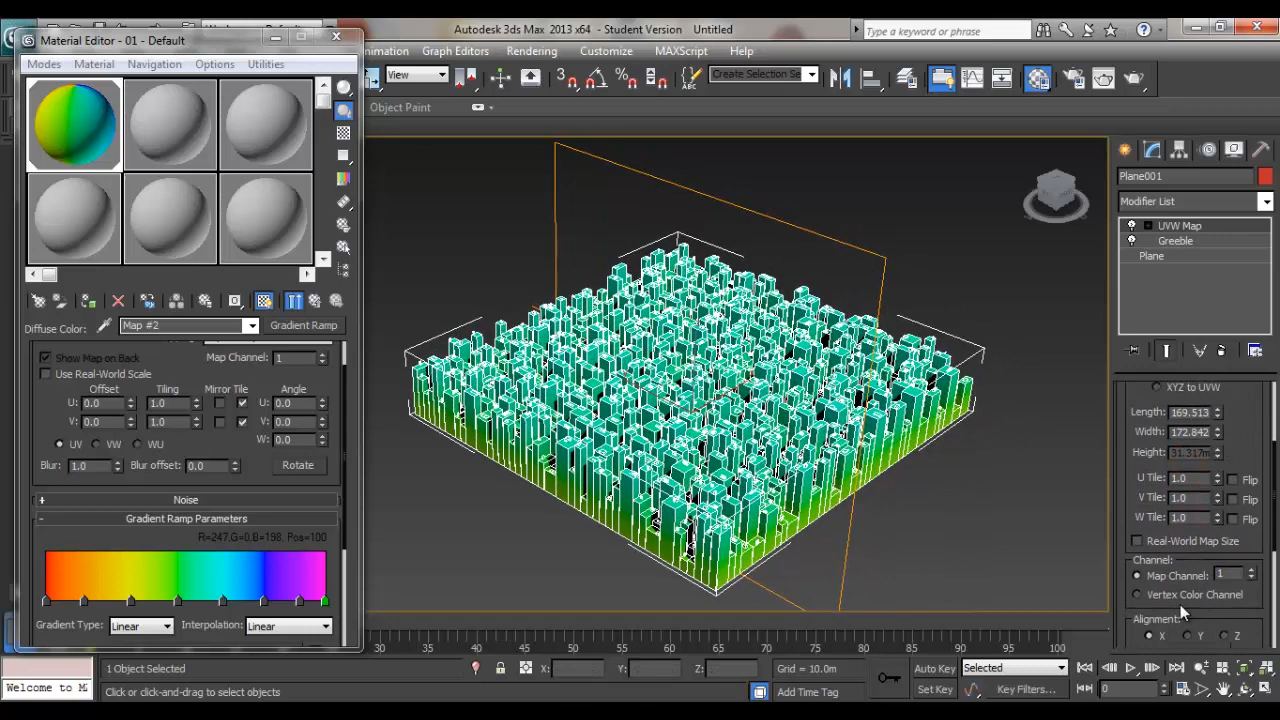 Autodesk 3ds Max 2013 x64 - Student Version Untitled
Type a keyword or phrase
Material Editor - 01 - Default
Animation Graph Editors Rendering Customize MAXScript Help
Modes Material Navigation Options Utilities
View
Create Selection Se
Object Paint
Plane001
Modifier List
UVW Map
Greeble
Plane
Diffuse Color: Map #2 Gradient Ramp
Show Map on Back Map Channel: 1
Use Real-World Scale
Offset Tiling Mirror Tile Angle
U: 0.0 1.0 U: 0.0
V: 0.0 1.0 V: 0.0
UV VW WU W: 0.0
Blur: 1.0 Blur offset: 0.0 Rotate
+ Noise
- Gradient Ramp Parameters
R=247,G=0,B=198, Pos=100
Gradient Type: Linear Interpolation: Linear
XYZ to UVW
Length: 169.513
Width: 172.842
Height: 31.317m
U Tile: 1.0 Flip
V Tile: 1.0 Flip
W Tile: 1.0 Flip
Real-World Map Size
Channel:
Map Channel: 1
Vertex Color Channel
Alignment:
X Y Z
30 35 40 45 50 55 60 65 70 75 80 85 90 95 100
1 Object Selected X: Y: Z: Grid = 10.0m Auto Key Selected
Welcome to M Click or click-and-drag to select objects Add Time Tag Set Key Key Filters... 0